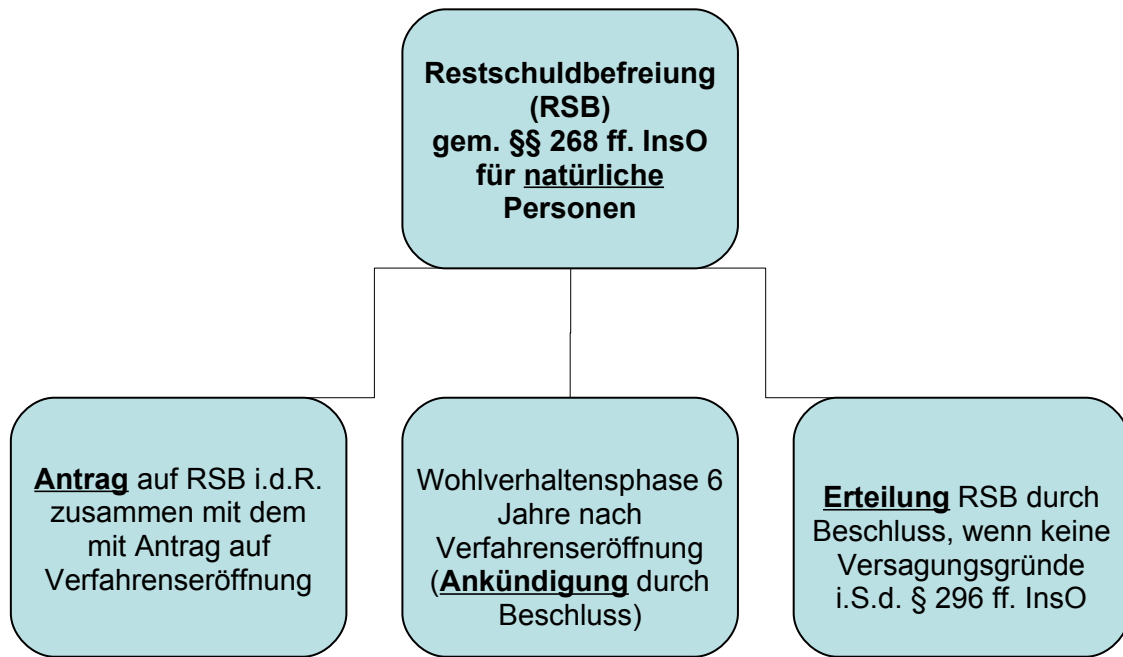 Restschuldbefreiung
(RSB)
gem. §§ 268 ff. InsO
für natürliche
Personen
Antrag auf RSB i.d.R.
zusammen mit dem
mit Antrag auf
Verfahrenseröffnung
Wohlverhaltensphase 6
Jahre nach
Verfahrenseröffnung
(Ankündigung durch
Beschluss)
Erteilung RSB durch
Beschluss, wenn keine
Versagungsgründe
i.S.d. § 296 ff. InsO